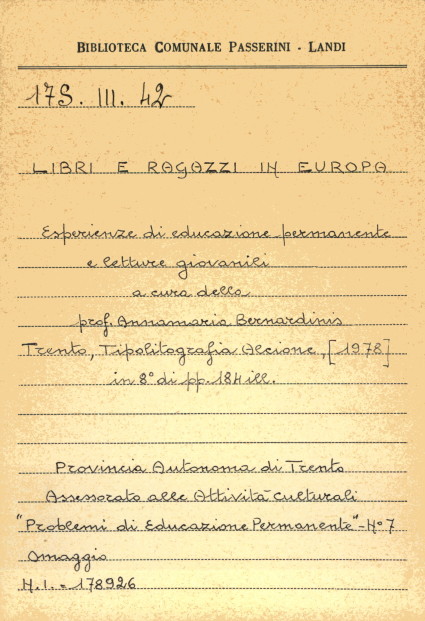 BIBLIOTECA COMUNALE PASSERINI - LANDI
17S. III. 42
LIBRI E RAGAZZI IN EUROPA
Esperienze di educazione permanente
e letture giovanili
a cura della
prof. Annamaria Bernardinis
Trento, Tipolitografia Alcione, [1978]
in 8° di pp. 184 ill.
Provincia Autonoma di Trento
Assessorato alle Attività Culturali
"Problemi di Educazione Permanente" - N° 7
Omaggio
N. I. = 178926